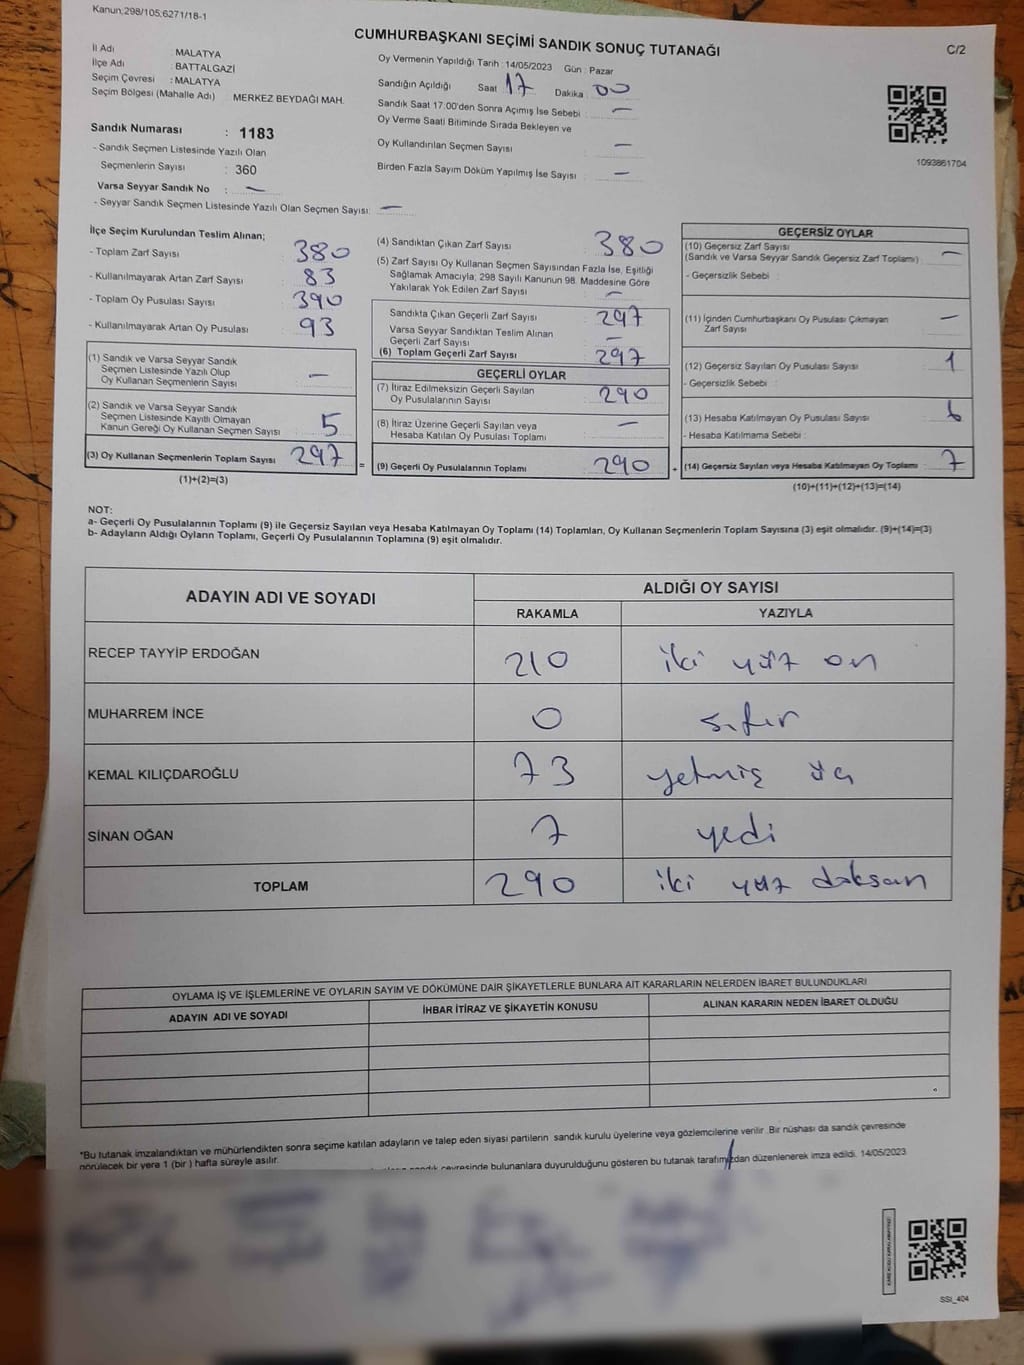 Kanun;298/105;6271/18-1
CUMHURBAŞKANI SEÇİMİ SANDIK SONUÇ TUTANAĞI
C/2
İl Adı : MALATYA
İlçe Adı : BATTALGAZİ
Seçim Çevresi : MALATYA
Seçim Bölgesi (Mahalle Adı) MERKEZ BEYDAĞI MAH.
Sandık Numarası : 1183
- Sandık Seçmen Listesinde Yazılı Olan
Seçmenlerin Sayısı : 360
Varsa Seyyar Sandık No : —
- Seyyar Sandık Seçmen Listesinde Yazılı Olan Seçmen Sayısı: —
Oy Vermenin Yapıldığı Tarih : 14/05/2023 Gün : Pazar
Sandığın Açıldığı Saat 17 Dakika 00
Sandık Saat 17:00'den Sonra Açımış İse Sebebi : —
Oy Verme Saati Bitiminde Sırada Bekleyen ve
Oy Kullandırılan Seçmen Sayısı : —
Birden Fazla Sayım Döküm Yapılmış İse Sayısı : —
1093861704
İlçe Seçim Kurulundan Teslim Alınan;
- Toplam Zarf Sayısı : 380
- Kullanılmayarak Artan Zarf Sayısı : 83
- Toplam Oy Pusulası Sayısı : 390
- Kullanılmayarak Artan Oy Pusulası : 93
(1) Sandık ve Varsa Seyyar Sandık
Seçmen Listesinde Yazılı Olup
Oy Kullanan Seçmenlerin Sayısı : —
(2) Sandık ve Varsa Seyyar Sandık
Seçmen Listesinde Kayıtlı Olmayan
Kanun Gereği Oy Kullanan Seçmen Sayısı : 5
(3) Oy Kullanan Seçmenlerin Toplam Sayısı : 297
(1)+(2)=(3)
(4) Sandıktan Çıkan Zarf Sayısı : 380
(5) Zarf Sayısı Oy Kullanan Seçmen Sayısından Fazla İse, Eşitliği
Sağlamak Amacıyla; 298 Sayılı Kanunun 98. Maddesine Göre
Yakılarak Yok Edilen Zarf Sayısı : —
Sandıkta Çıkan Geçerli Zarf Sayısı : 297
Varsa Seyyar Sandıktan Teslim Alınan
Geçerli Zarf Sayısı : —
(6) Toplam Geçerli Zarf Sayısı : 297
GEÇERLİ OYLAR
(7) İtiraz Edilmeksizin Geçerli Sayılan
Oy Pusulalarının Sayısı : 290
(8) İtiraz Üzerine Geçerli Sayılan veya
Hesaba Katılan Oy Pusulası Toplamı : —
= (9) Geçerli Oy Pusulalarının Toplamı : 290 +
GEÇERSİZ OYLAR
(10) Geçersiz Zarf Sayısı
(Sandık ve Varsa Seyyar Sandık Geçersiz Zarf Toplamı) : —
- Geçersizlik Sebebi :
(11) İçinden Cumhurbaşkanı Oy Pusulası Çıkmayan
Zarf Sayısı : —
(12) Geçersiz Sayılan Oy Pusulası Sayısı : 1
- Geçersizlik Sebebi :
(13) Hesaba Katılmayan Oy Pusulası Sayısı : 6
- Hesaba Katılmama Sebebi :
(14) Geçersiz Sayılan veya Hesaba Katılmayan Oy Toplamı : 7
(10)+(11)+(12)+(13)=(14)
NOT:
a- Geçerli Oy Pusulalarının Toplamı (9) ile Geçersiz Sayılan veya Hesaba Katılmayan Oy Toplamı (14) Toplamları, Oy Kullanan Seçmenlerin Toplam Sayısına (3) eşit olmalıdır. (9)+(14)=(3)
b- Adayların Aldığı Oyların Toplamı, Geçerli Oy Pusulalarının Toplamına (9) eşit olmalıdır.
ADAYIN ADI VE SOYADI ALDIĞI OY SAYISI
RAKAMLA YAZIYLA
RECEP TAYYİP ERDOĞAN 210 iki yüz on
MUHARREM İNCE 0 sıfır
KEMAL KILIÇDAROĞLU 73 yetmiş üç
SİNAN OĞAN 7 yedi
TOPLAM 290 iki yüz doksan
OYLAMA İŞ VE İŞLEMLERİNE VE OYLARIN SAYIM VE DÖKÜMÜNE DAİR ŞİKAYETLERLE BUNLARA AİT KARARLARIN NELERDEN İBARET BULUNDUKLARI
ADAYIN ADI VE SOYADI İHBAR İTİRAZ VE ŞİKAYETİN KONUSU ALINAN KARARIN NEDEN İBARET OLDUĞU
*Bu tutanak imzalandıktan ve mühürlendikten sonra seçime katılan adayların ve talep eden siyasi partilerin sandık kurulu üyelerine veya gözlemcilerine verilir .Bir nüshası da sandık çevresinde
görülecek bir yere 1 (bir ) hafta süreyle asılır.
sandık çevresinde bulunanlara duyurulduğunu gösteren bu tutanak tarafımızdan düzenlenerek imza edildi. 14/05/2023
SSI_404